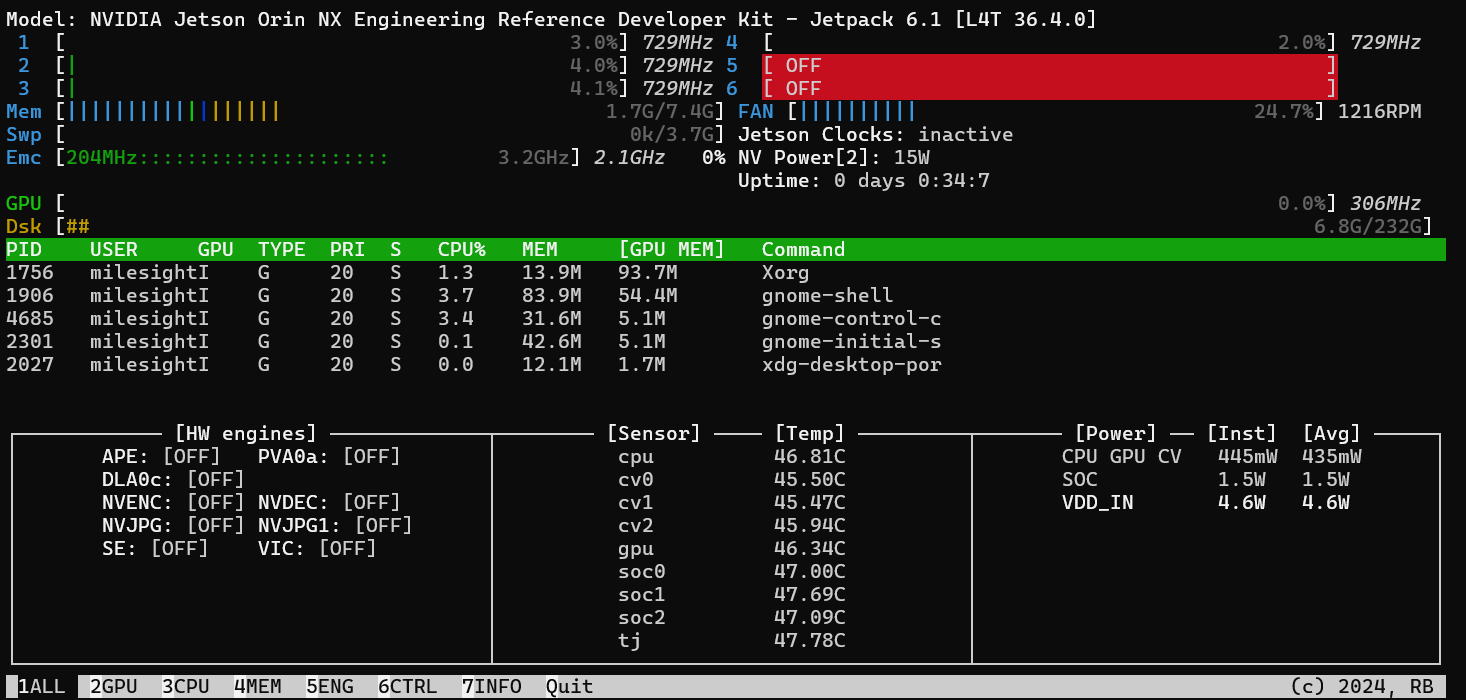 Model: NVIDIA Jetson Orin NX Engineering Reference Developer Kit - Jetpack 6.1 [L4T 36.4.0]
1 [ 3.0%] 729MHz 4 [ 2.0%] 729MHz
2 [| 4.0%] 729MHz 5 [ OFF ]
3 [| 4.1%] 729MHz 6 [ OFF ]
Mem [|||||||||||||||||| 1.7G/7.4G] FAN [|||||||||| 24.7%] 1216RPM
Swp [ 0k/3.7G] Jetson Clocks: inactive
Emc [204MHz::::::::::::::::::::: 3.2GHz] 2.1GHz 0% NV Power[2]: 15W
Uptime: 0 days 0:34:7
GPU [ 0.0%] 306MHz
Dsk [## 6.8G/232G]
PID USER GPU TYPE PRI S CPU% MEM [GPU MEM] Command
1756 milesightI G 20 S 1.3 13.9M 93.7M Xorg
1906 milesightI G 20 S 3.7 83.9M 54.4M gnome-shell
4685 milesightI G 20 S 3.4 31.6M 5.1M gnome-control-c
2301 milesightI G 20 S 0.1 42.6M 5.1M gnome-initial-s
2027 milesightI G 20 S 0.0 12.1M 1.7M xdg-desktop-por
[HW engines] [Sensor] [Temp] [Power] [Inst] [Avg]
APE: [OFF] PVA0a: [OFF] cpu 46.81C CPU GPU CV 445mW 435mW
DLA0c: [OFF] cv0 45.50C SOC 1.5W 1.5W
NVENC: [OFF] NVDEC: [OFF] cv1 45.47C VDD_IN 4.6W 4.6W
NVJPG: [OFF] NVJPG1: [OFF] cv2 45.94C
SE: [OFF] VIC: [OFF] gpu 46.34C
soc0 47.00C
soc1 47.69C
soc2 47.09C
tj 47.78C
1ALL 2GPU 3CPU 4MEM 5ENG 6CTRL 7INFO Quit (c) 2024, RB